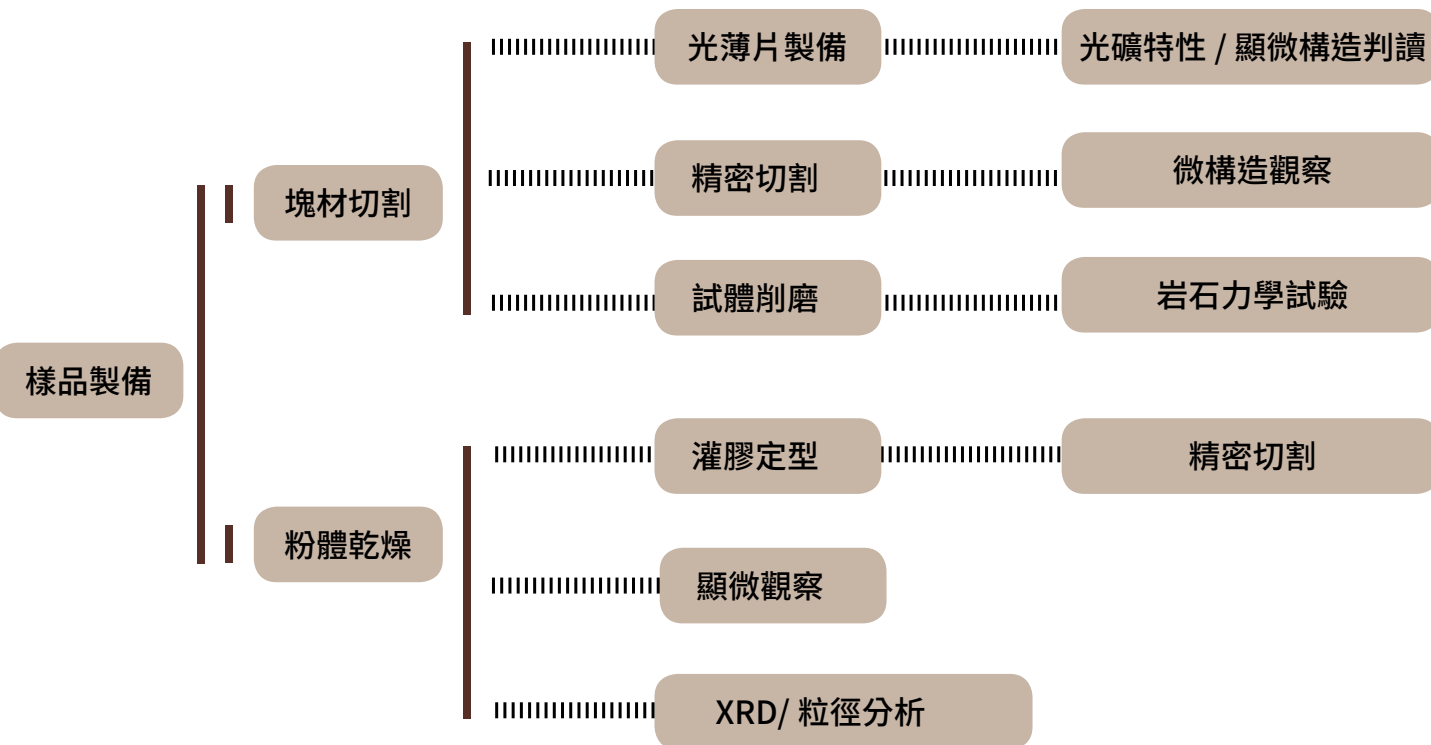 光薄片製備
光礦特性 / 顯微構造判讀
精密切割
微構造觀察
塊材切割
試體削磨
岩石力學試驗
樣品製備
灌膠定型
精密切割
粉體乾燥
顯微觀察
XRD/ 粒徑分析